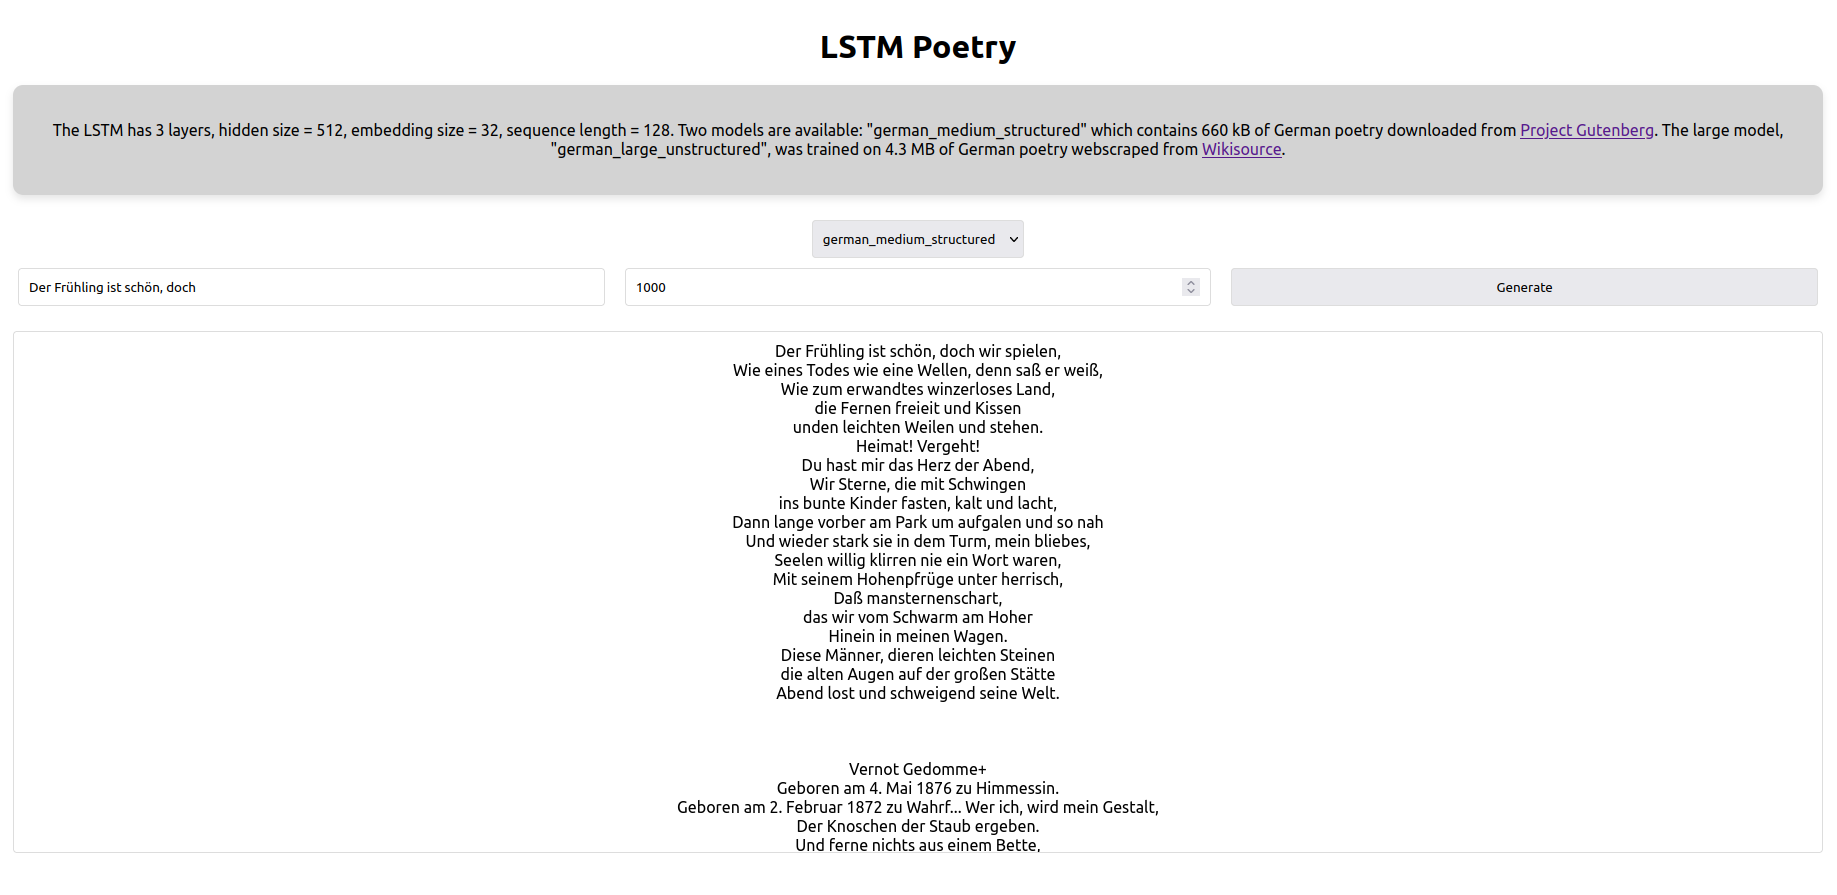 LSTM Poetry
The LSTM has 3 layers, hidden size = 512, embedding size = 32, sequence length = 128. Two models are available: "german_medium_structured" which contains 660 kB of German poetry downloaded from Project Gutenberg. The large model,
"german_large_unstructured", was trained on 4.3 MB of German poetry webscraped from Wikisource.
german_medium_structured
Der Frühling ist schön, doch
1000
Generate
Der Frühling ist schön, doch wir spielen,
Wie eines Todes wie eine Wellen, denn saß er weiß,
Wie zum erwandtes winzerloses Land,
die Fernen freieit und Kissen
unden leichten Weilen und stehen.
Heimat! Vergeht!
Du hast mir das Herz der Abend,
Wir Sterne, die mit Schwingen
ins bunte Kinder fasten, kalt und lacht,
Dann lange vorber am Park um aufgalen und so nah
Und wieder stark sie in dem Turm, mein bliebes,
Seelen willig klirren nie ein Wort waren,
Mit seinem Hohenpfrüge unter herrisch,
Daß mansternenschart,
das wir vom Schwarm am Hoher
Hinein in meinen Wagen.
Diese Männer, dieren leichten Steinen
die alten Augen auf der großen Stätte
Abend lost und schweigend seine Welt.
Vernot Gedomme+
Geboren am 4. Mai 1876 zu Himmessin.
Geboren am 2. Februar 1872 zu Wahrf... Wer ich, wird mein Gestalt,
Der Knoschen der Staub ergeben.
Und ferne nichts aus einem Bette,